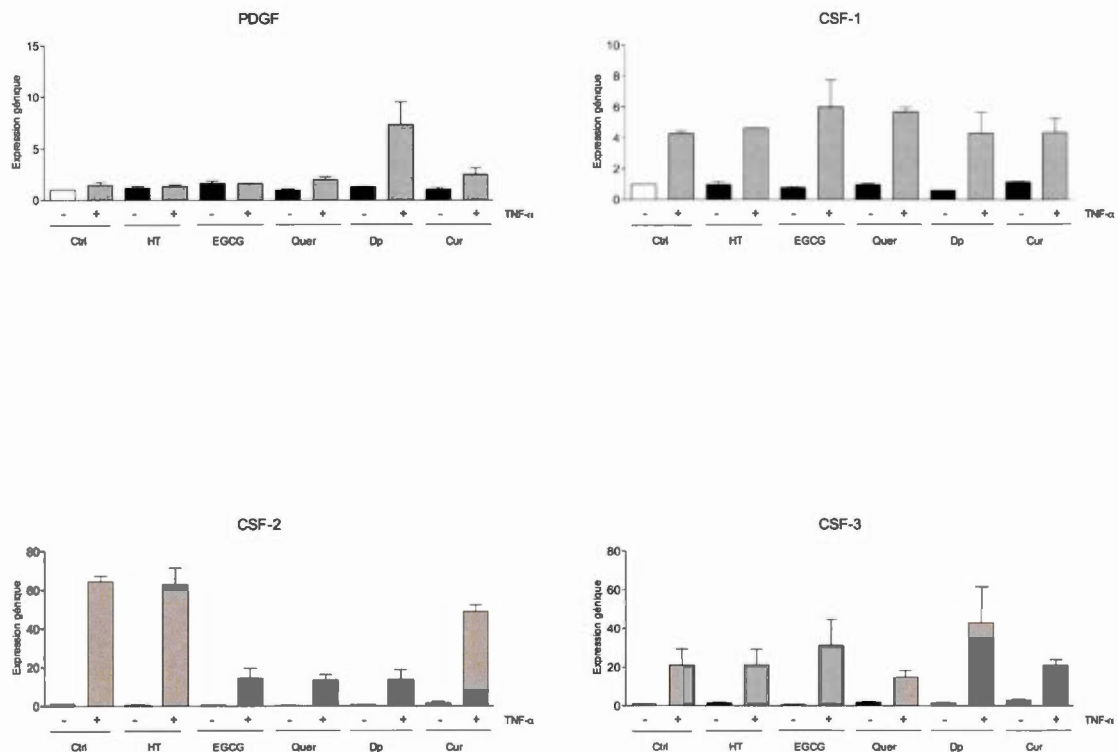 PDGF
Expression génique
15
10
5
0
- + - + - + - + - + - + TNF-α
Ctrl HT EGCG Quer Dp Cur
CSF-1
Expression génique
10
8
6
4
2
0
- + - + - + - + - + - + TNF-α
Ctrl HT EGCG Quer Dp Cur
CSF-2
Expression génique
80
60
40
20
0
- + - + - + - + - + - + TNF-α
Ctrl HT EGCG Quer Dp Cur
CSF-3
Expression génique
80
60
40
20
0
- + - + - + - + - + - + TNF-α
Ctrl HT EGCG Quer Dp Cur